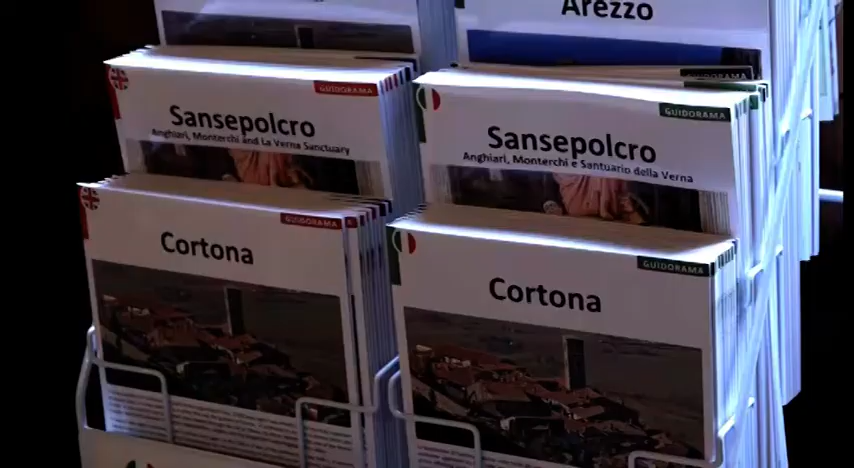 Arezzo
GUIDORAMA
Sansepolcro
Anghiari, Monterchi and La Verna Sanctuary
GUIDORAMA
Sansepolcro
Anghiari, Monterchi e Santuario della Verna
GUIDORAMA
Cortona
GUIDORAMA
Cortona